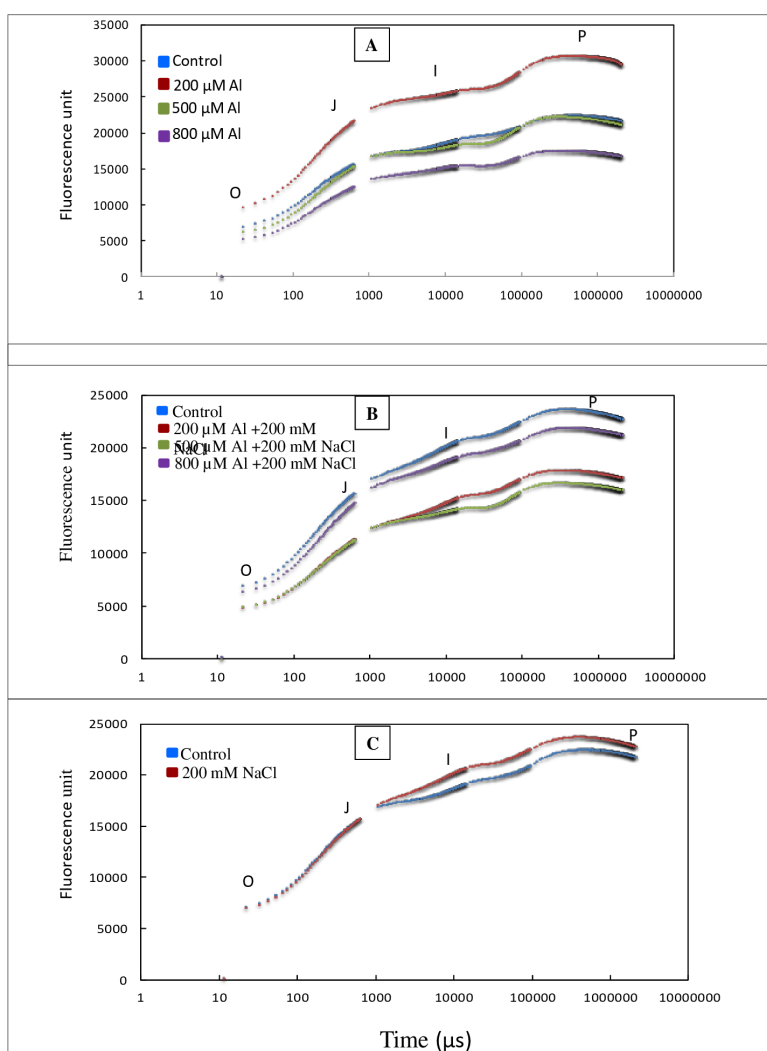 35000
A
P
30000
Control
I
25000
200 µM Al
J
500 µM Al
20000
800 µM Al
15000
Fluorescence unit
O
10000
5000
0
1 10 100 1000 10000 100000 1000000 10000000
25000
Control
B
P
200 µM Al +200 mM
NaCl
I
20000
500 µM Al +200 mM NaCl
800 µM Al +200 mM NaCl
J
15000
Fluorescence unit
10000
O
5000
0
1 10 100 1000 10000 100000 1000000 10000000
25000
C
P
Control
I
20000
200 mM NaCl
J
15000
Fluorescence unit
O
10000
5000
0
1 10 100 1000 10000 100000 1000000 10000000
Time (µs)